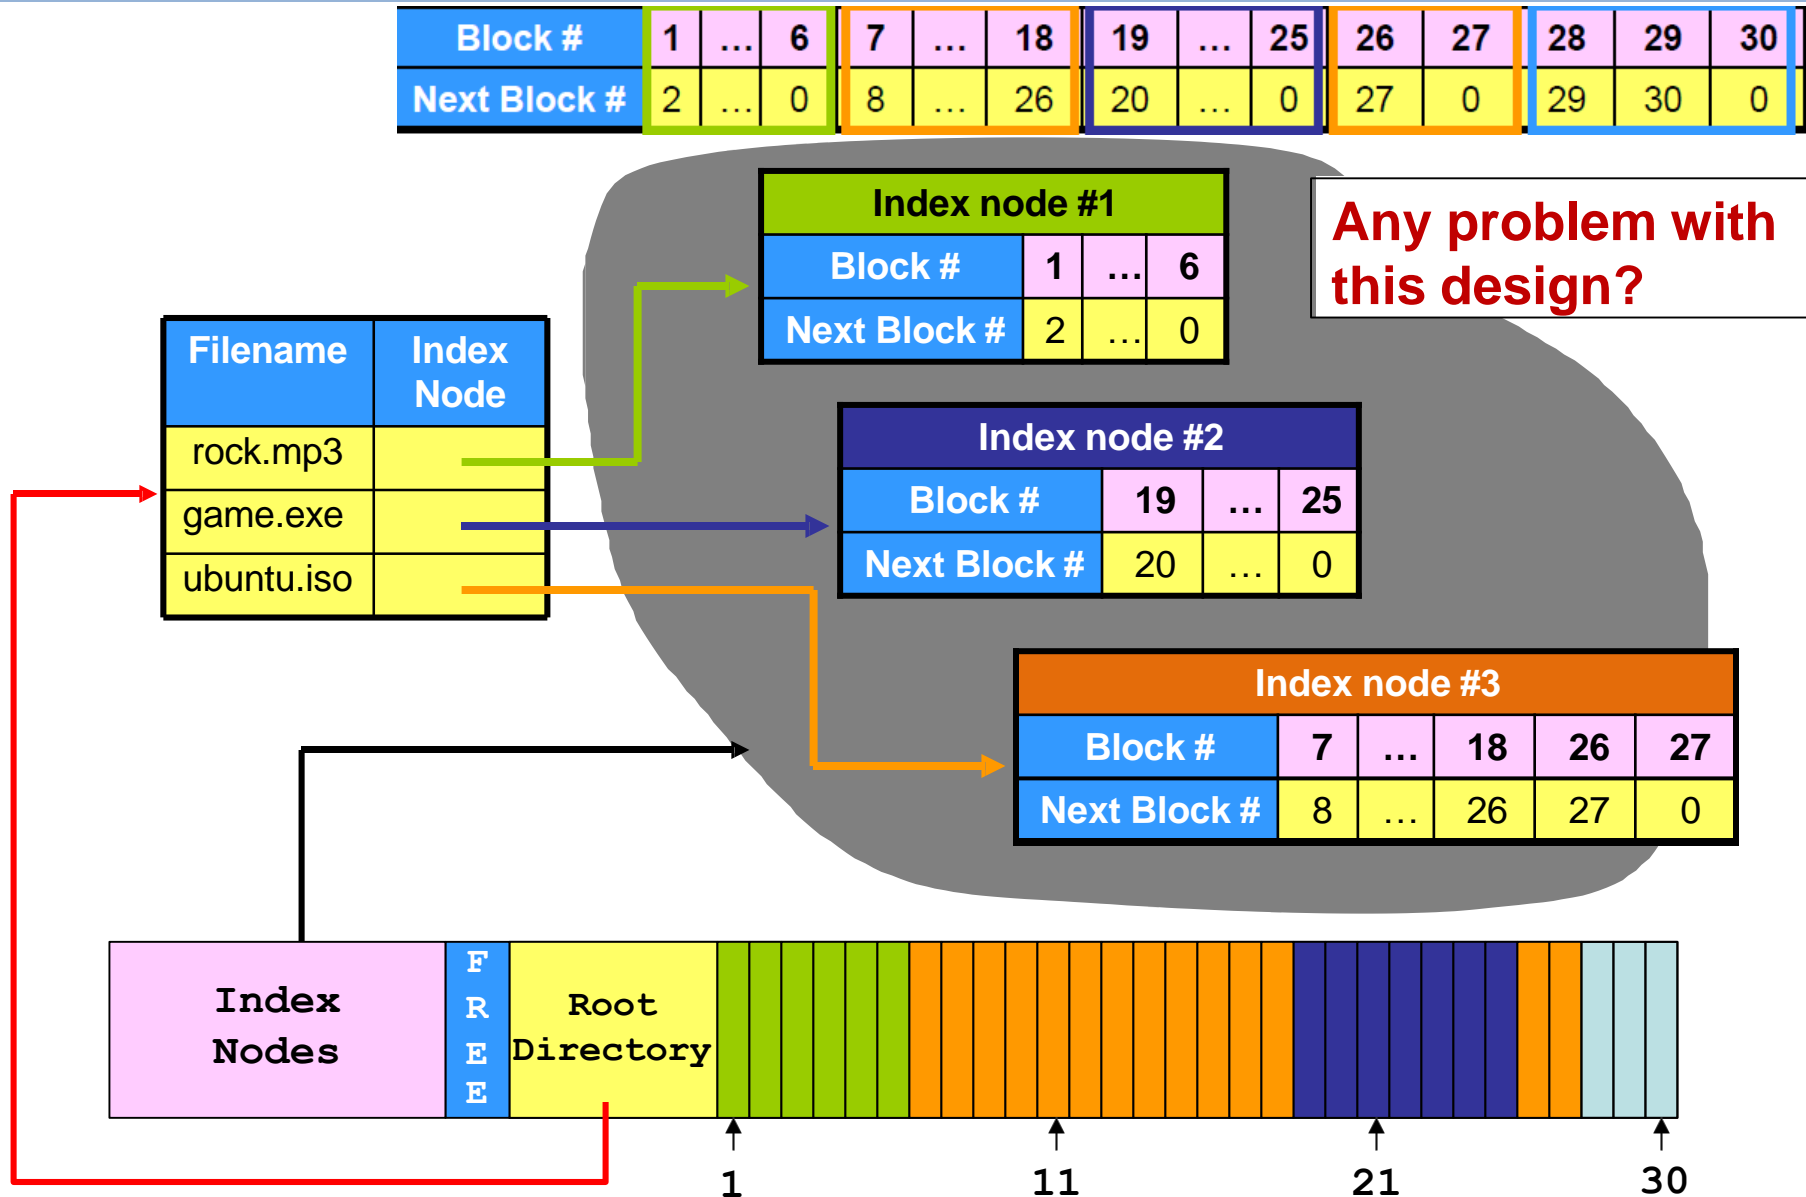 Block # 1 … 6 7 … 18 19 … 25 26 27 28 29 30
Next Block # 2 … 0 8 … 26 20 … 0 27 0 29 30 0
Any problem with
this design?
Index node #1
Block # 1 … 6
Next Block # 2 … 0
Filename Index
Node
rock.mp3
game.exe
ubuntu.iso
Index node #2
Block # 19 … 25
Next Block # 20 … 0
Index node #3
Block # 7 … 18 26 27
Next Block # 8 … 26 27 0
Index
Nodes
F
R
E
E
Root
Directory
1 11 21 30